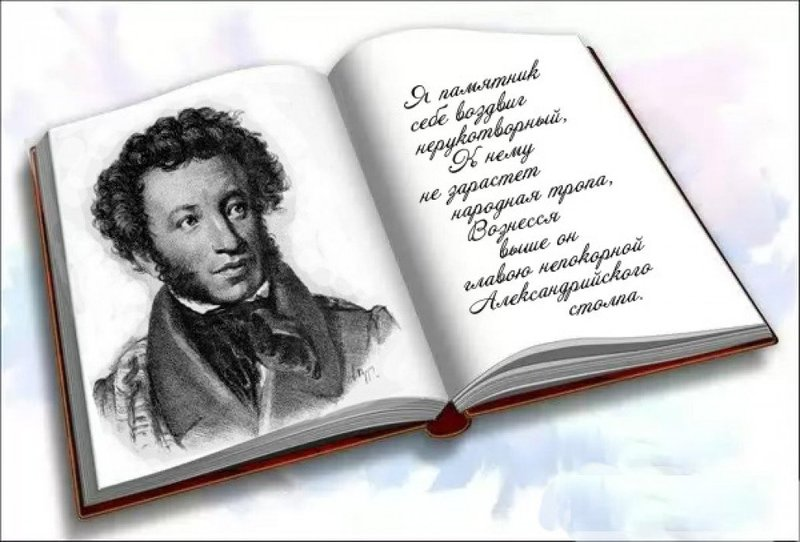 Я памятник
себе воздвиг
нерукотворный,
К нему
не зарастет
народная тропа,
Вознесся
выше он
главою непокорной
Александрийского
столпа.